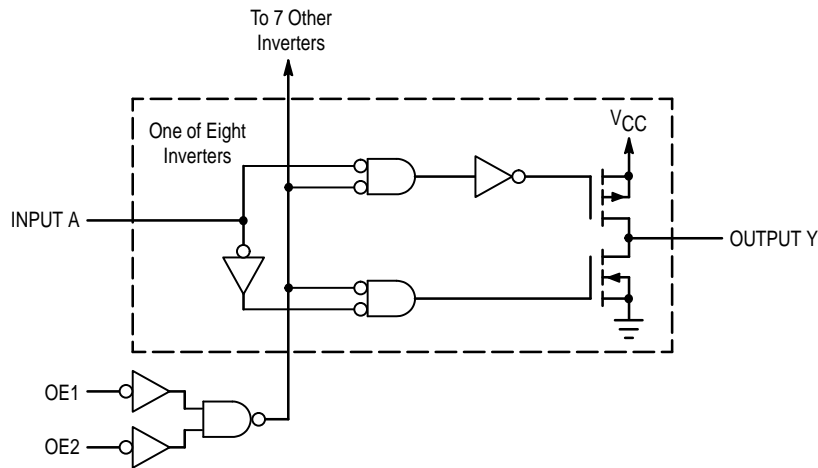 To 7 Other
Inverters
One of Eight
Inverters
VCC
INPUT A
OUTPUT Y
OE1
OE2